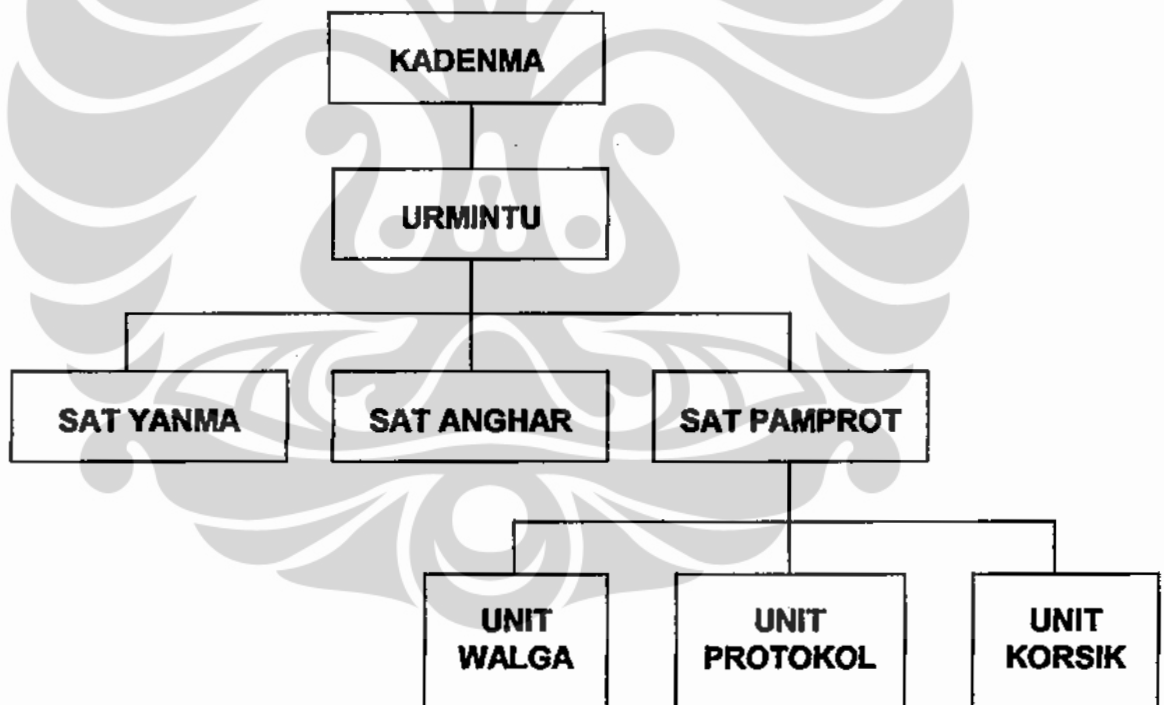 KADENMA
URMINTU
SAT YANMA
SAT ANGHAR
SAT PAMPROT
UNIT
WALGA
UNIT
PROTOKOL
UNIT
KORSIK